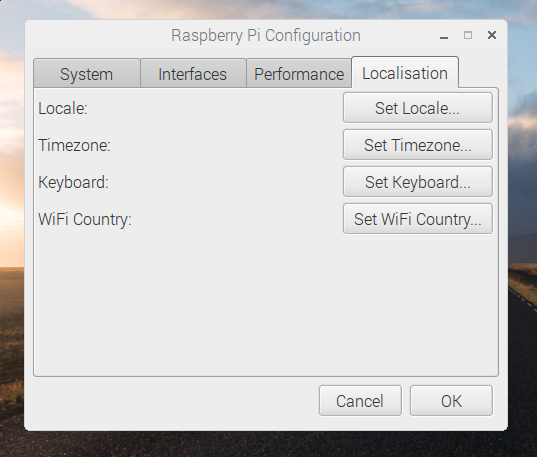 Raspberry Pi Configuration
System Interfaces Performance Localisation
Locale: Set Locale...
Timezone: Set Timezone...
Keyboard: Set Keyboard...
WiFi Country: Set WiFi Country...
Cancel OK